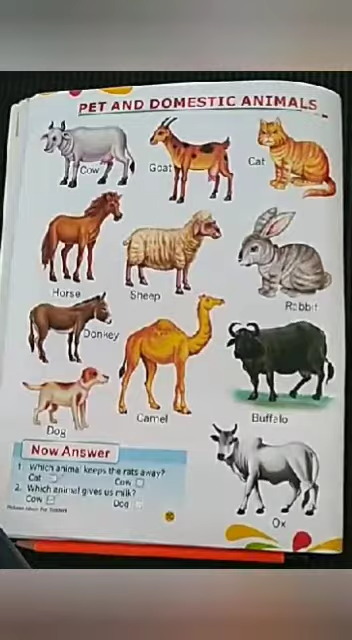 PET AND DOMESTIC ANIMALS
Cow
Goat
Cat
Horse
Sheep
Rabbit
Donkey
Camel
Buffalo
Dog
Ox
Now Answer
1. Which animal keeps the rats away?
Cat Cow
2. Which animal gives us milk?
Cow Dog